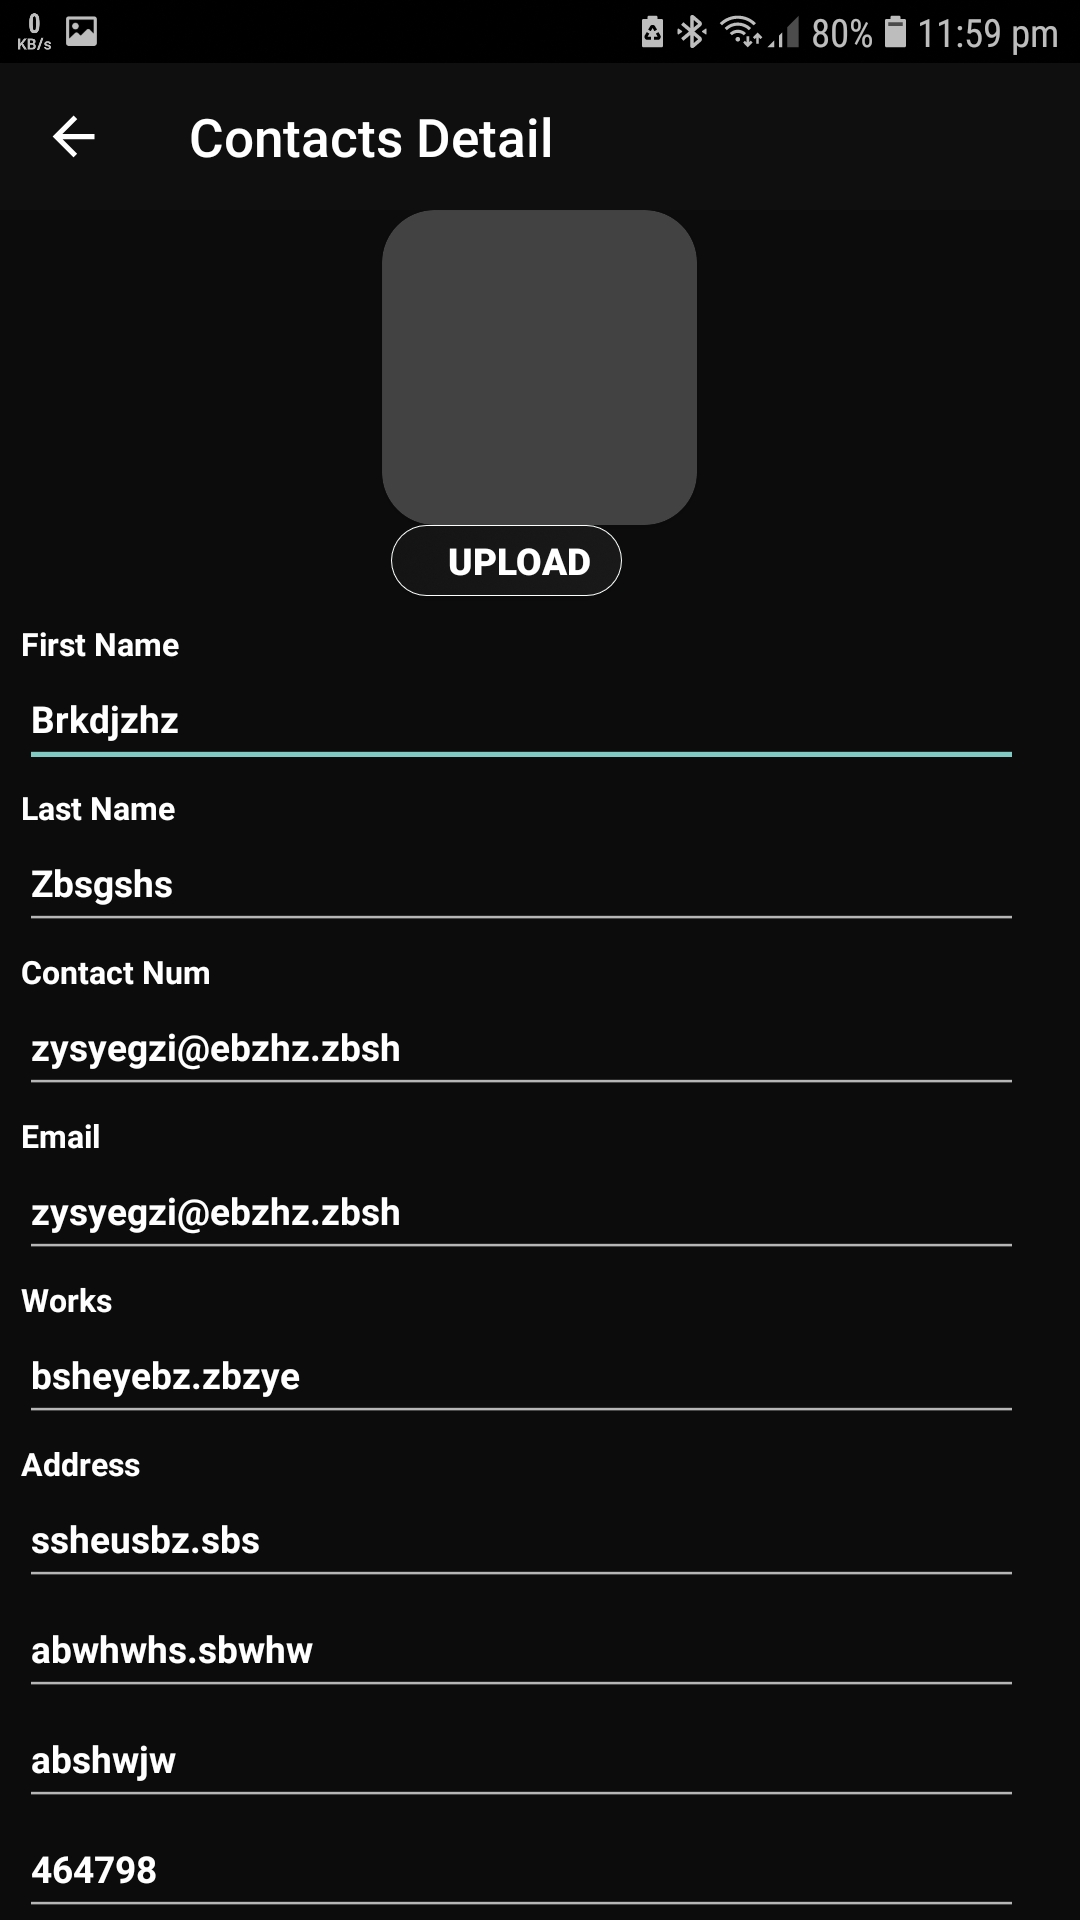 0
KB/s
80% 11:59 pm
Contacts Detail
UPLOAD
First Name
Brkdjzhz
Last Name
Zbsgshs
Contact Num
zysyegzi@ebzhz.zbsh
Email
zysyegzi@ebzhz.zbsh
Works
bsheyebz.zbzye
Address
ssheusbz.sbs
abwhwhs.sbwhw
abshwjw
464798